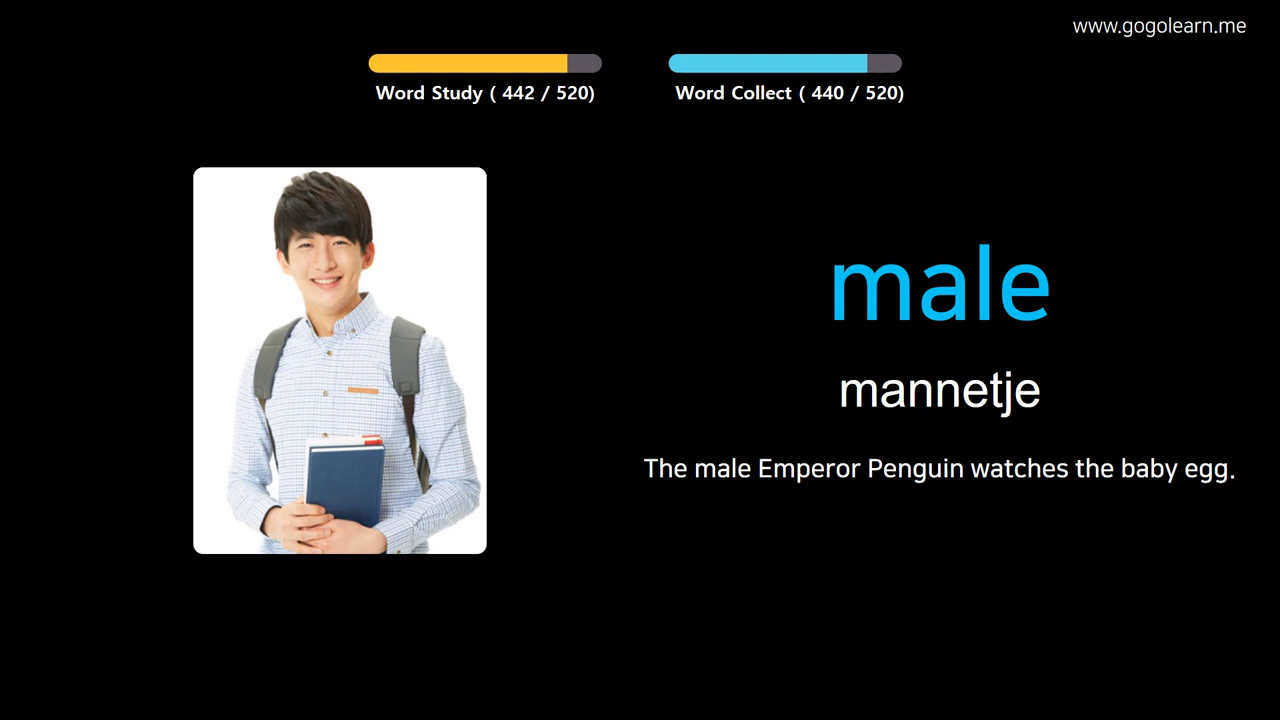 www.gogolearn.me
Word Study ( 442 / 520)
Word Collect ( 440 / 520)
male
mannetje
The male Emperor Penguin watches the baby egg.